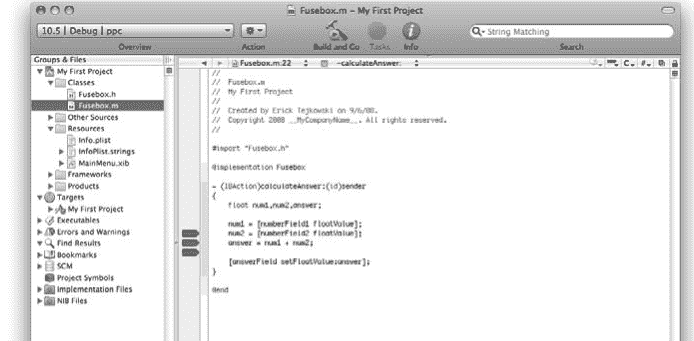 Fusebox.m - My First Project
10.5 | Debug | ppc
String Matching
Overview
Action
Build and Go
Tasks
Info
Search
Groups & Files
My First Project
Classes
Fusebox.h
Fusebox.m
Other Sources
Resources
Info.plist
InfoPlist.strings
MainMenu.xib
Frameworks
Products
Targets
My First Project
Executables
Errors and Warnings
Find Results
Bookmarks
SCM
Project Symbols
Implementation Files
NIB Files
Fusebox.m:22
-calculateAnswer:
C
#
//
// Fusebox.m
// My First Project
//
// Created by Erick Tejkowski on 9/6/08.
// Copyright 2008 __MyCompanyName__. All rights reserved.
//
#import "Fusebox.h"
@implementation Fusebox
- (IBAction)calculateAnswer:(id)sender
{
float num1,num2,answer;
num1 = [numberField1 floatValue];
num2 = [numberField2 floatValue];
answer = num1 + num2;
[answerField setFloatValue:answer];
}
@end